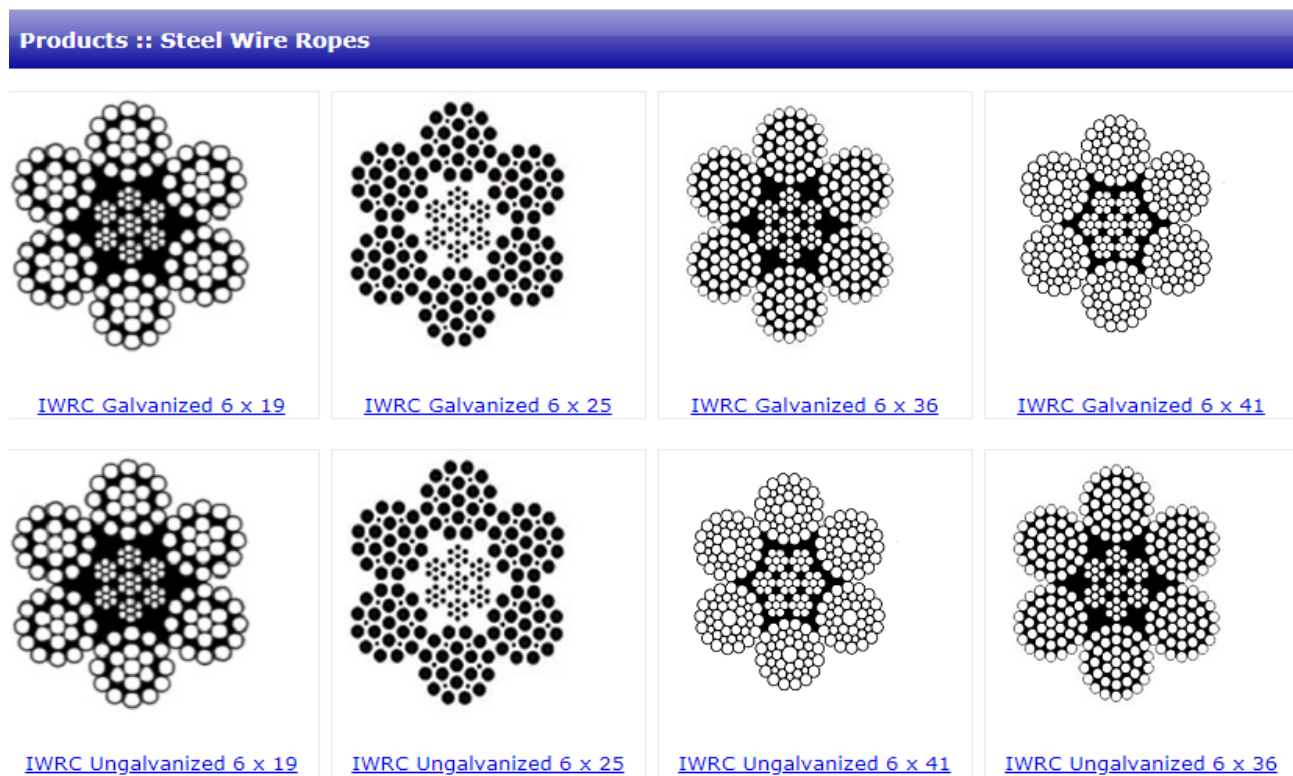 Products :: Steel Wire Ropes
IWRC Galvanized 6 x 19
IWRC Galvanized 6 x 25
IWRC Galvanized 6 x 36
IWRC Galvanized 6 x 41
IWRC Ungalvanized 6 x 19
IWRC Ungalvanized 6 x 25
IWRC Ungalvanized 6 x 41
IWRC Ungalvanized 6 x 36